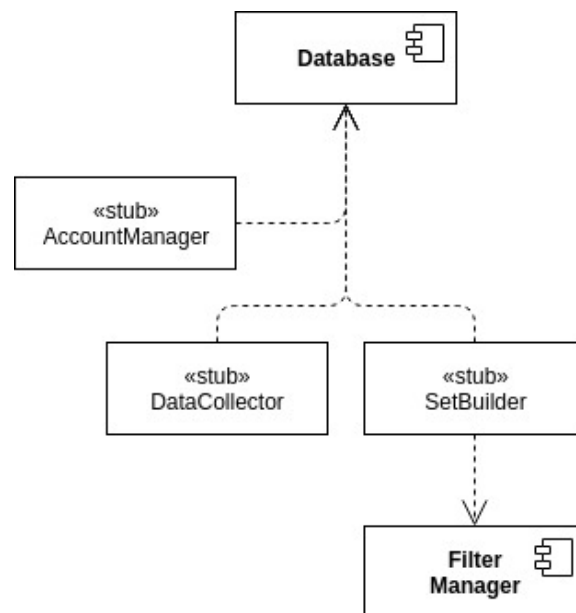 Database
«stub»
AccountManager
«stub»
DataCollector
«stub»
SetBuilder
Filter
Manager